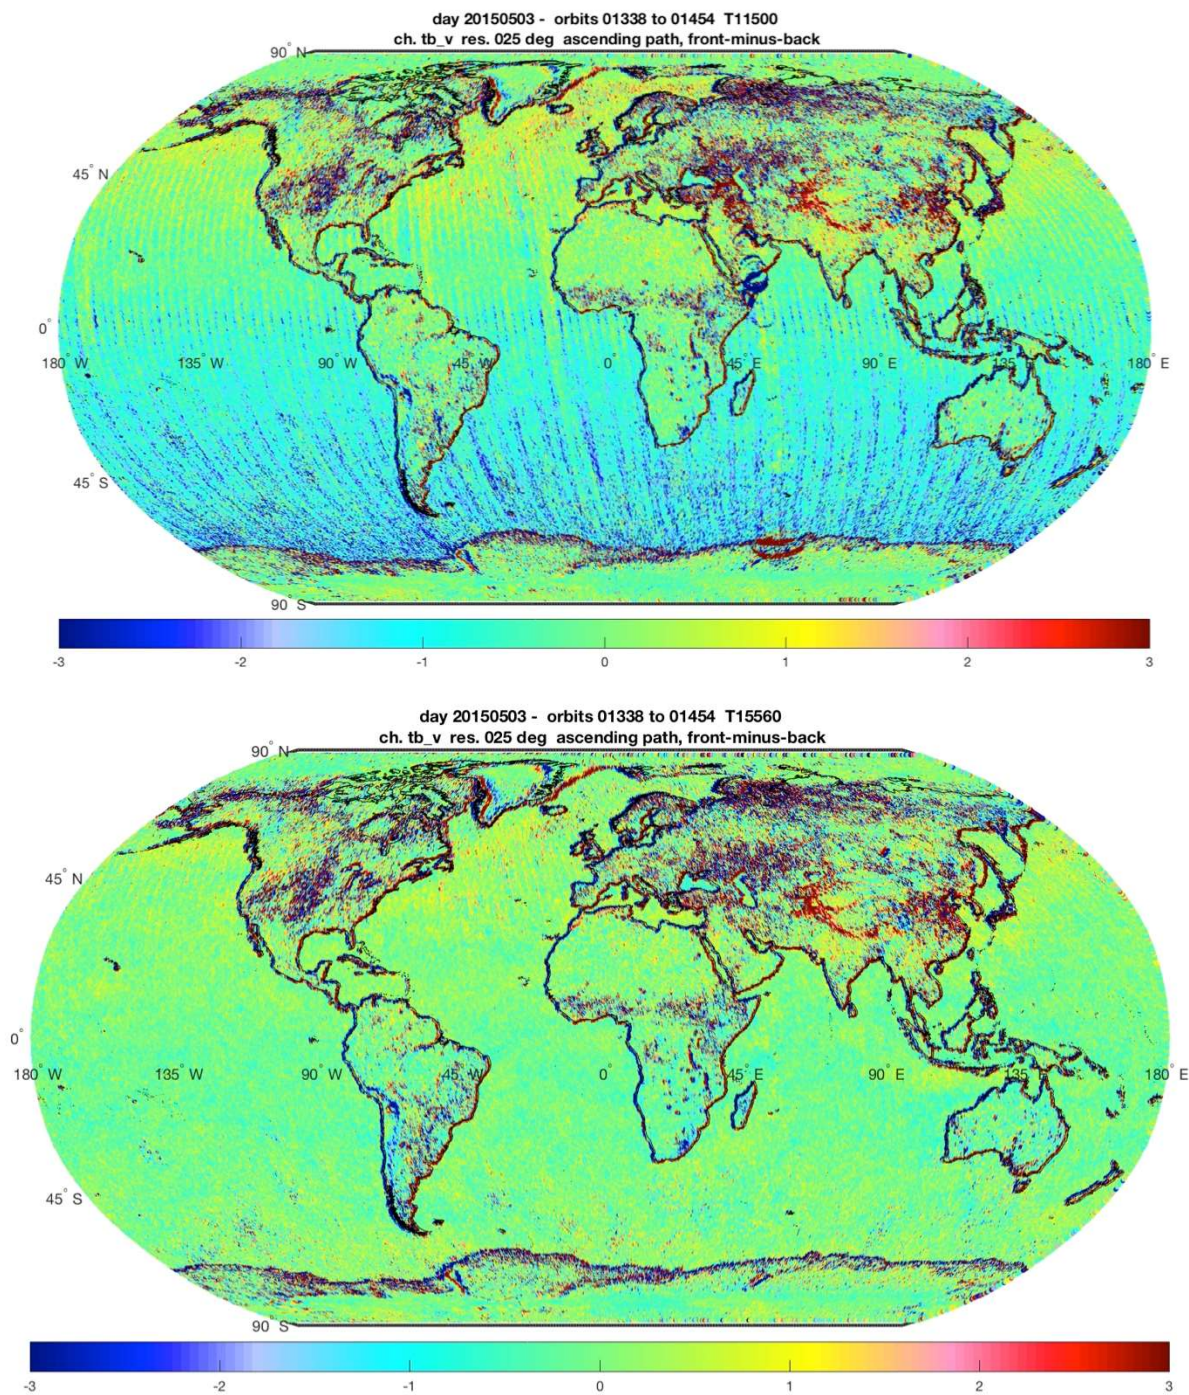 day 20150503 - orbits 01338 to 01454 T11500
ch. tb_v res. 025 deg ascending path, front-minus-back
90° N
45° N
0°
180° W 135° W 90° W 45° W 0° 45° E 90° E 135° E 180° E
45° S
90° S
-3 -2 -1 0 1 2 3
day 20150503 - orbits 01338 to 01454 T15560
ch. tb_v res. 025 deg ascending path, front-minus-back
90° N
45° N
0°
180° W 135° W 90° W 45° W 0° 45° E 90° E 135° E 180° E
45° S
90° S
-3 -2 -1 0 1 2 3